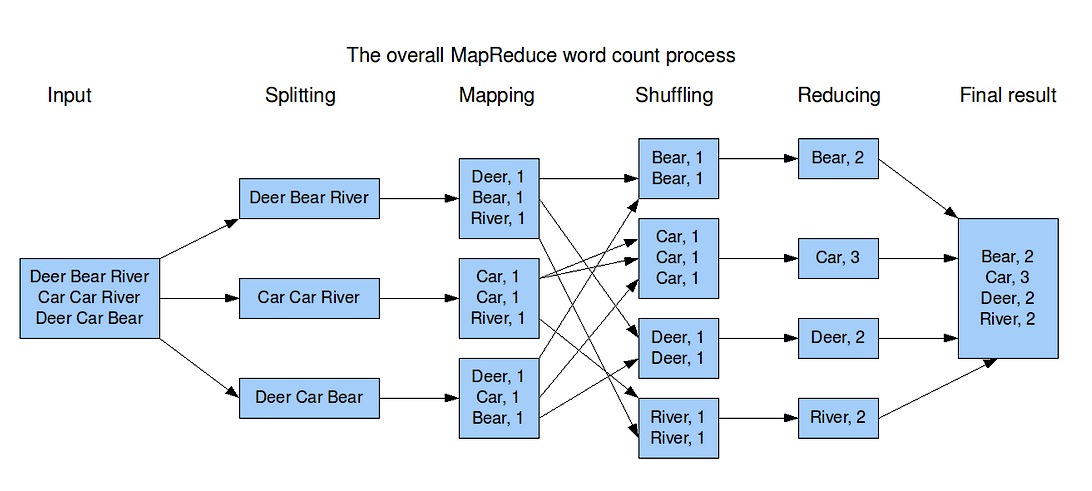 The overall MapReduce word count process
Input
Splitting
Mapping
Shuffling
Reducing
Final result
Deer Bear River
Car Car River
Deer Car Bear
Deer Bear River
Car Car River
Deer Car Bear
Deer, 1
Bear, 1
River, 1
Car, 1
Car, 1
River, 1
Deer, 1
Car, 1
Bear, 1
Bear, 1
Bear, 1
Car, 1
Car, 1
Car, 1
Deer, 1
Deer, 1
River, 1
River, 1
Bear, 2
Car, 3
Deer, 2
River, 2
Bear, 2
Car, 3
Deer, 2
River, 2